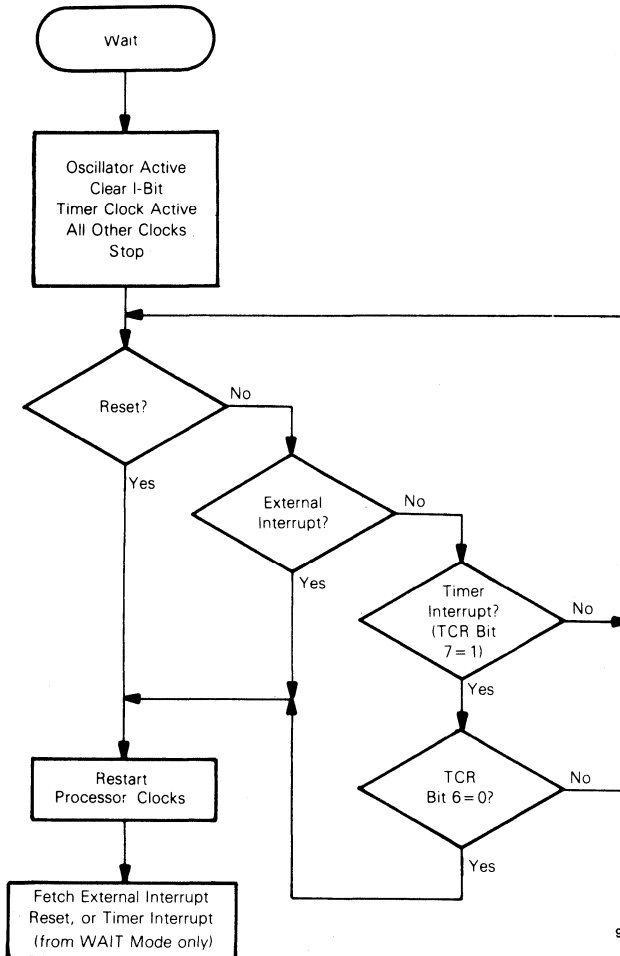 Wait
Oscillator Active
Clear I-Bit
Timer Clock Active
All Other Clocks
Stop
Reset?
No
Yes
External
Interrupt?
No
Yes
Timer
Interrupt?
(TCR Bit
7=1)
No
Yes
TCR
Bit 6=0?
No
Yes
Restart
Processor Clocks
Fetch External Interrupt
Reset, or Timer Interrupt
(from WAIT Mode only)
9